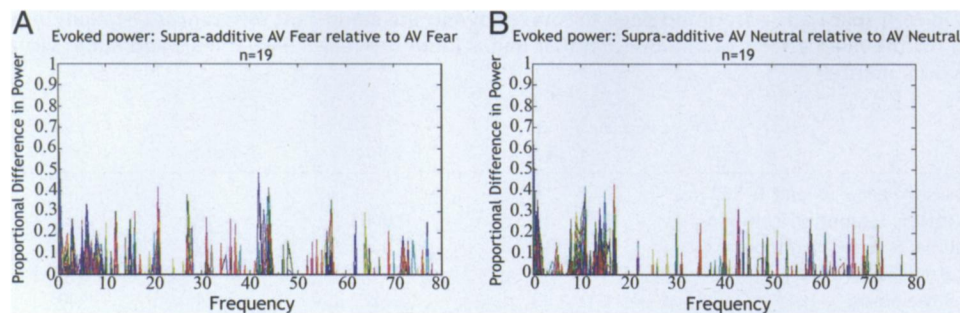 A
Evoked power: Supra-additive AV Fear relative to AV Fear
n=19
Proportional Difference in Power
1
0.9
0.8
0.7
0.6
0.5
0.4
0.3
0.2
0.1
0
0 10 20 30 40 50 60 70 80
Frequency
B
Evoked power: Supra-additive AV Neutral relative to AV Neutral
n=19
Proportional Difference in Power
1
0.9
0.8
0.7
0.6
0.5
0.4
0.3
0.2
0.1
0
0 10 20 30 40 50 60 70 80
Frequency